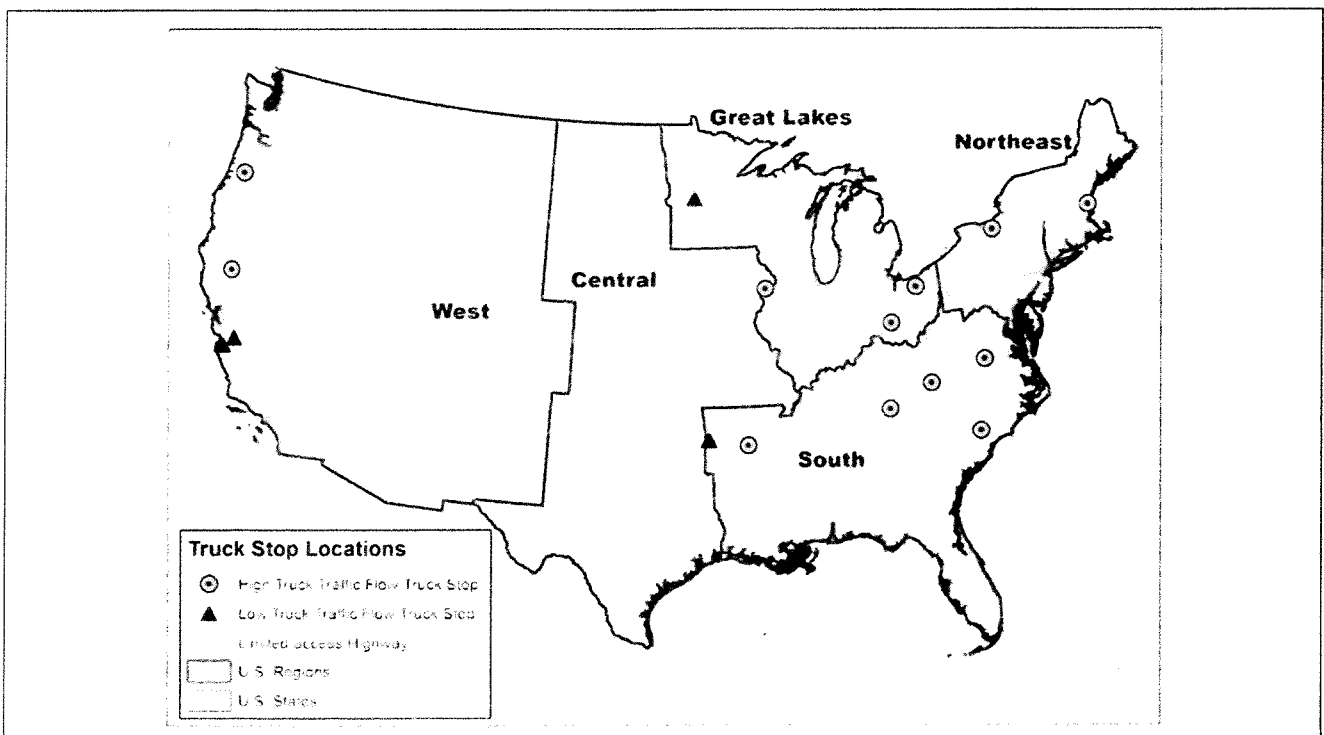 Great Lakes
Northeast
Central
West
South
Truck Stop Locations
High Truck Traffic Flow Truck Stop
Low Truck Traffic Flow Truck Stop
Limited access Highway
U.S. Regions
U.S. States